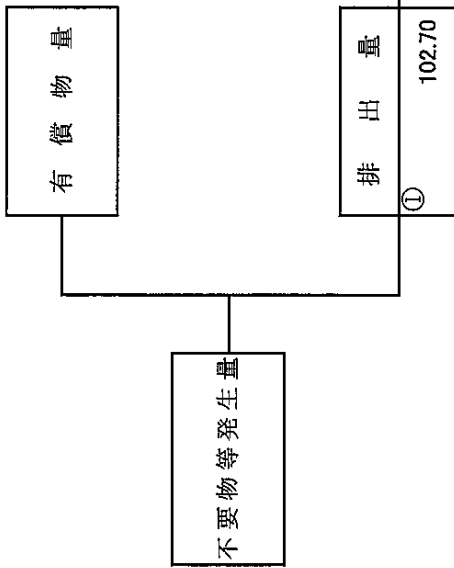 有償物量
不要物等発生量
排出量
①
102.70